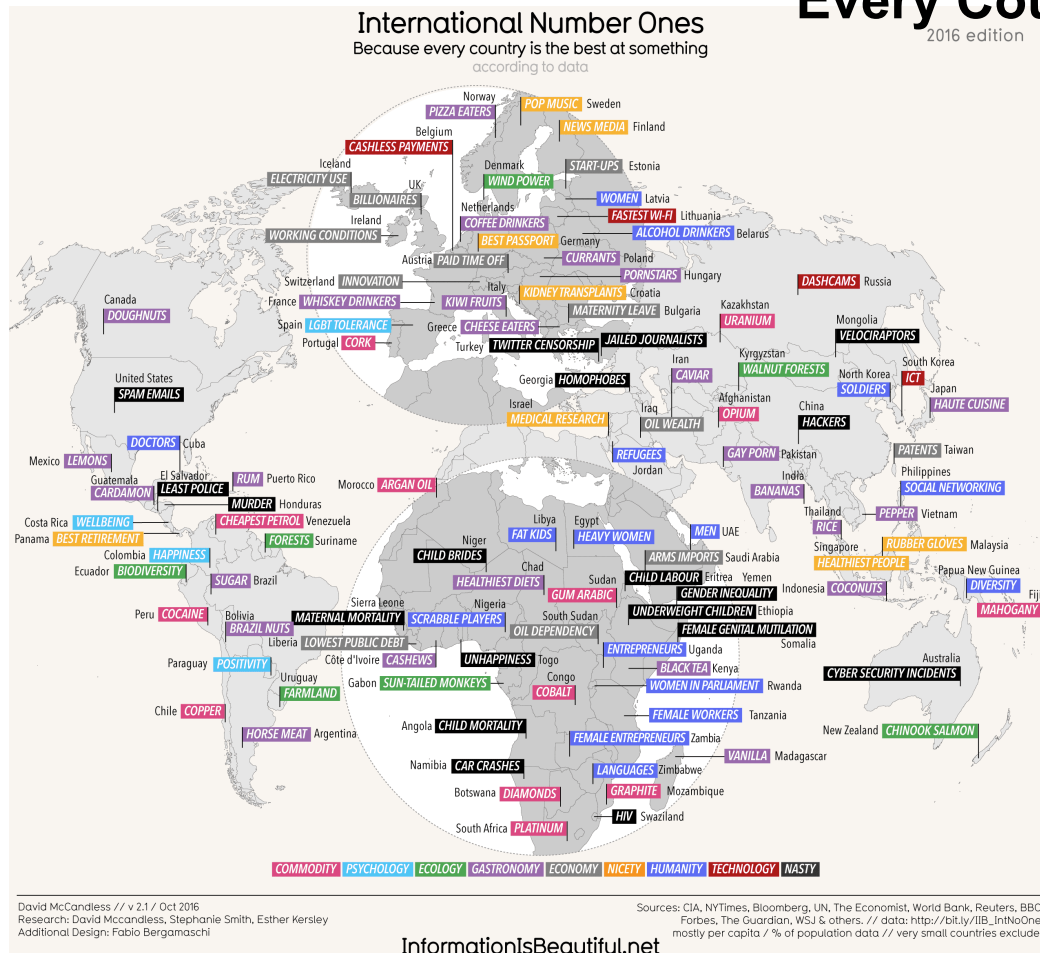 Every Cou
2016 edition
International Number Ones
Because every country is the best at something
according to data
Norway
PIZZA EATERS
POP MUSIC Sweden
NEWS MEDIA Finland
Belgium
CASHLESS PAYMENTS
Iceland
ELECTRICITY USE
Denmark
WIND POWER
START-UPS Estonia
UK
BILLIONAIRES
WOMEN Latvia
Netherlands
COFFEE DRINKERS
FASTEST WI-FI Lithuania
Ireland
WORKING CONDITIONS
ALCOHOL DRINKERS Belarus
BEST PASSPORT Germany
Austria PAID TIME OFF
CURRANTS Poland
Switzerland INNOVATION
PORNSTARS Hungary
Italy
KIWI FRUITS
KIDNEY TRANSPLANTS Croatia
France WHISKEY DRINKERS
MATERNITY LEAVE Bulgaria
Spain LGBT TOLERANCE
Greece CHEESE EATERS
Portugal CORK
Turkey TWITTER CENSORSHIP
JAILED JOURNALISTS
DASHCAMS Russia
Kazakhstan
URANIUM
Mongolia
VELOCIRAPTORS
Canada
DOUGHNUTS
Georgia HOMOPHOBES
Iran
CAVIAR
Kyrgyzstan
WALNUT FORESTS
South Korea
ICT
North Korea
SOLDIERS
Japan
HAUTE CUISINE
United States
SPAM EMAILS
Israel
MEDICAL RESEARCH
Iraq
OIL WEALTH
Afghanistan
OPIUM
China
HACKERS
DOCTORS Cuba
REFUGEES
Jordan
GAY PORN Pakistan
PATENTS Taiwan
Mexico LEMONS
Guatemala
CARDAMON
El Salvador
LEAST POLICE
RUM Puerto Rico
Morocco ARGAN OIL
India
BANANAS
Philippines
SOCIAL NETWORKING
MURDER Honduras
Costa Rica WELLBEING
CHEAPEST PETROL Venezuela
Thailand
RICE
PEPPER Vietnam
Panama BEST RETIREMENT
FORESTS Suriname
Libya
FAT KIDS
Egypt
HEAVY WOMEN
MEN UAE
Singapore
HEALTHIEST PEOPLE
RUBBER GLOVES Malaysia
Colombia HAPPINESS
Niger
CHILD BRIDES
ARMS IMPORTS Saudi Arabia
Ecuador BIODIVERSITY
SUGAR Brazil
Chad
HEALTHIEST DIETS
Sudan
GUM ARABIC
CHILD LABOUR Eritrea
Yemen
GENDER INEQUALITY
Indonesia COCONUTS
Papua New Guinea
DIVERSITY
Fiji
MAHOGANY
Peru COCAINE
Bolivia
BRAZIL NUTS
Sierra Leone
MATERNAL MORTALITY
Nigeria
SCRABBLE PLAYERS
South Sudan
OIL DEPENDENCY
UNDERWEIGHT CHILDREN Ethiopia
FEMALE GENITAL MUTILATION
Somalia
Liberia LOWEST PUBLIC DEBT
Paraguay POSITIVITY
Côte d'Ivoire CASHEWS
UNHAPPINESS Togo
ENTREPRENEURS Uganda
BLACK TEA Kenya
Australia
CYBER SECURITY INCIDENTS
Uruguay
FARMLAND
Gabon SUN-TAILED MONKEYS
Congo
COBALT
WOMEN IN PARLIAMENT Rwanda
Chile COPPER
FEMALE WORKERS Tanzania
HORSE MEAT Argentina
Angola CHILD MORTALITY
FEMALE ENTREPRENEURS Zambia
New Zealand CHINOOK SALMON
VANILLA Madagascar
Namibia CAR CRASHES
LANGUAGES Zimbabwe
Botswana DIAMONDS
GRAPHITE Mozambique
HIV Swaziland
South Africa PLATINUM
COMMODITY PSYCHOLOGY ECOLOGY GASTRONOMY ECONOMY NICETY HUMANITY TECHNOLOGY NASTY
David McCandless // v 2.1 / Oct 2016
Research: David Mccandless, Stephanie Smith, Esther Kersley
Additional Design: Fabio Bergamaschi
Sources: CIA, NYTimes, Bloomberg, UN, The Economist, World Bank, Reuters, BBC
Forbes, The Guardian, WSJ & others. // data: http://bit.ly/IIB_IntNoOne
mostly per capita / % of population data // very small countries exclude
InformationIsBeautiful.net